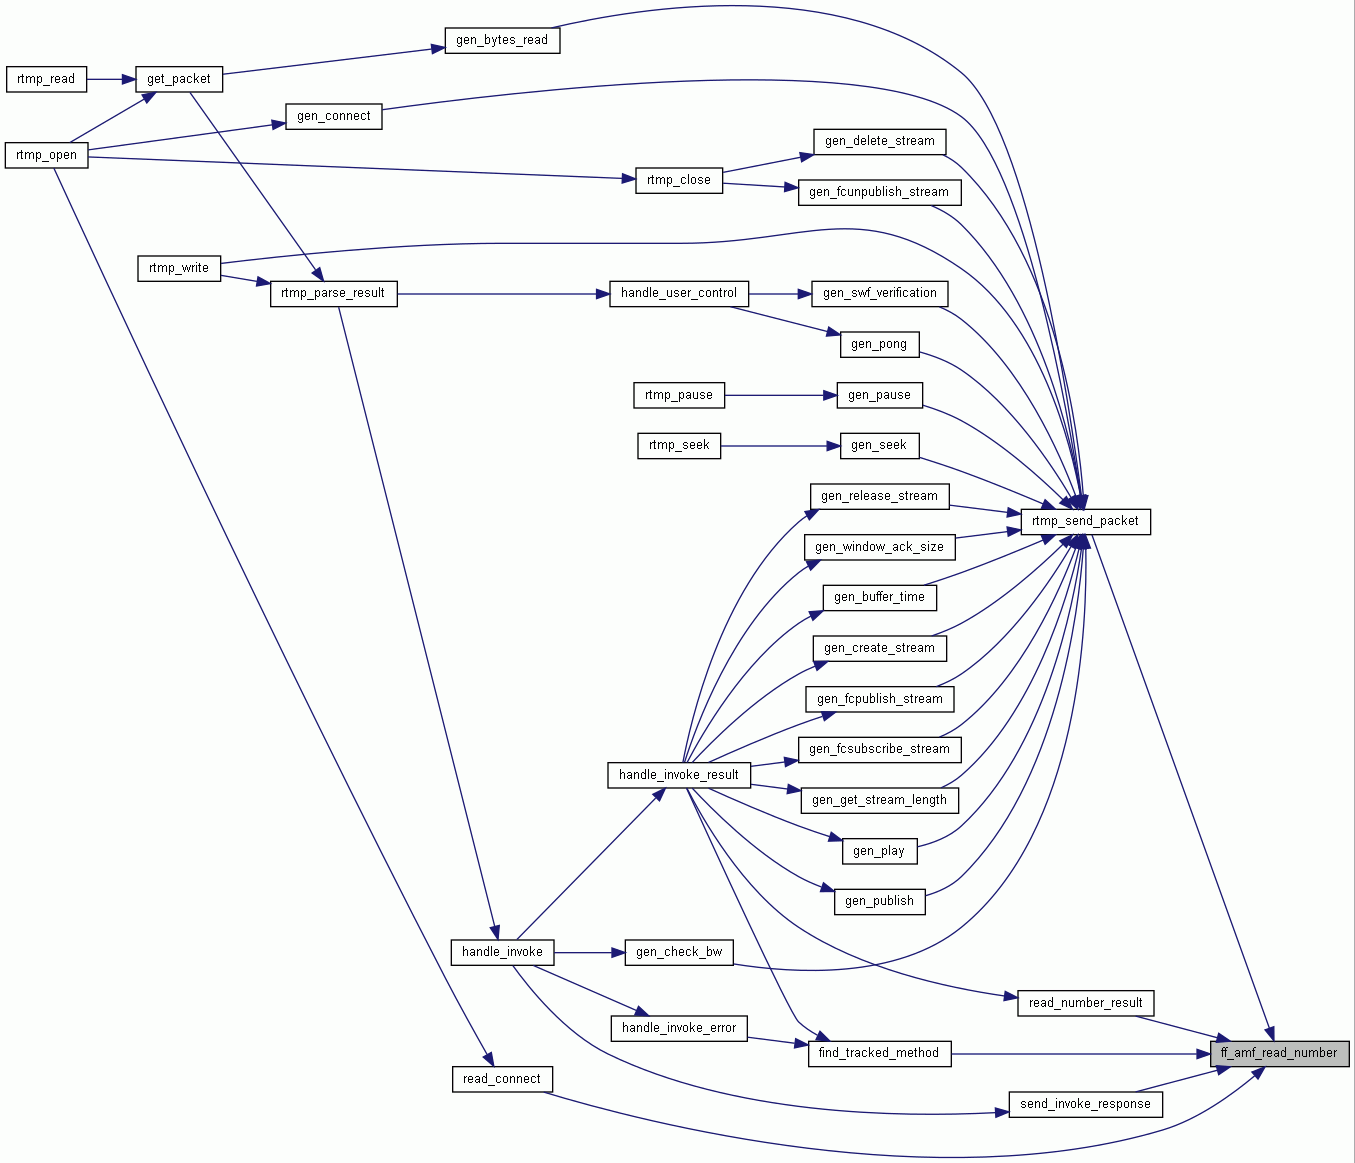 gen_bytes_read
rtmp_read
get_packet
gen_connect
gen_delete_stream
rtmp_open
rtmp_close
gen_fcunpublish_stream
rtmp_write
rtmp_parse_result
handle_user_control
gen_swf_verification
gen_pong
rtmp_pause
gen_pause
rtmp_seek
gen_seek
gen_release_stream
rtmp_send_packet
gen_window_ack_size
gen_buffer_time
gen_create_stream
gen_fcpublish_stream
gen_fcsubscribe_stream
handle_invoke_result
gen_get_stream_length
gen_play
gen_publish
handle_invoke
gen_check_bw
read_number_result
handle_invoke_error
find_tracked_method
ff_amf_read_number
read_connect
send_invoke_response